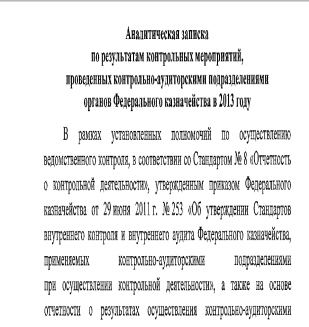 Аналитическая записка
по результатам контрольных мероприятий,
проведенных контрольно-аудиторскими подразделениями
органов Федерального казначейства в 2013 году
В рамках установленных полномочий по осуществлению
ведомственного контроля, в соответствии со Стандартом № 8 «Отчетность
о контрольной деятельности», утвержденным приказом Федерального
казначейства от 29 июня 2011 г. № 253 «Об утверждении Стандартов
внутреннего контроля и внутреннего аудита Федерального казначейства,
применяемых контрольно-аудиторскими подразделениями
при осуществлении контрольной деятельности», а также на основе
отчетности о результатах осуществления контрольно-аудиторскими